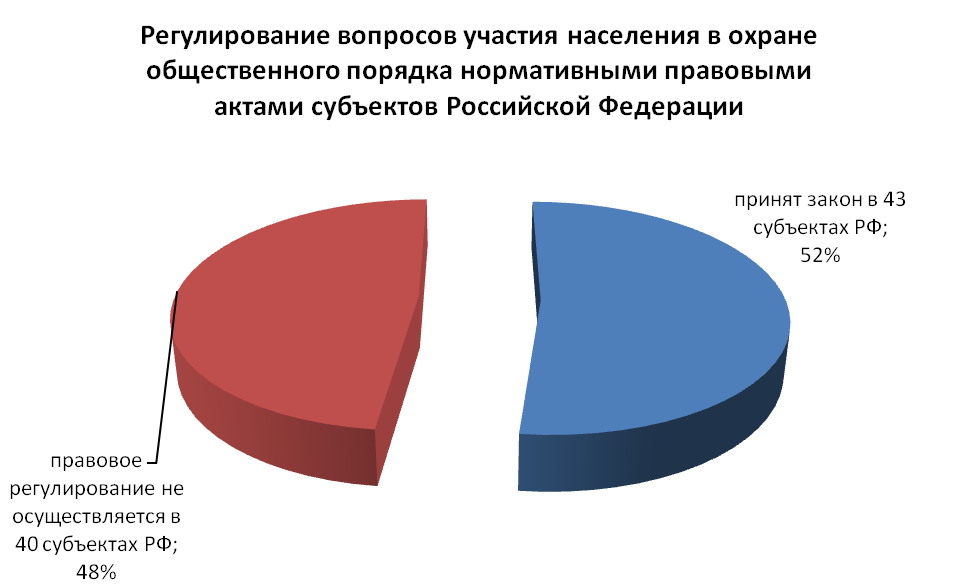 Регулирование вопросов участия населения в охране
общественного порядка нормативными правовыми
актами субъектов Российской Федерации
принят закон в 43
субъектах РФ;
52%
правовое
регулирование не
осуществляется в
40 субъектах РФ;
48%